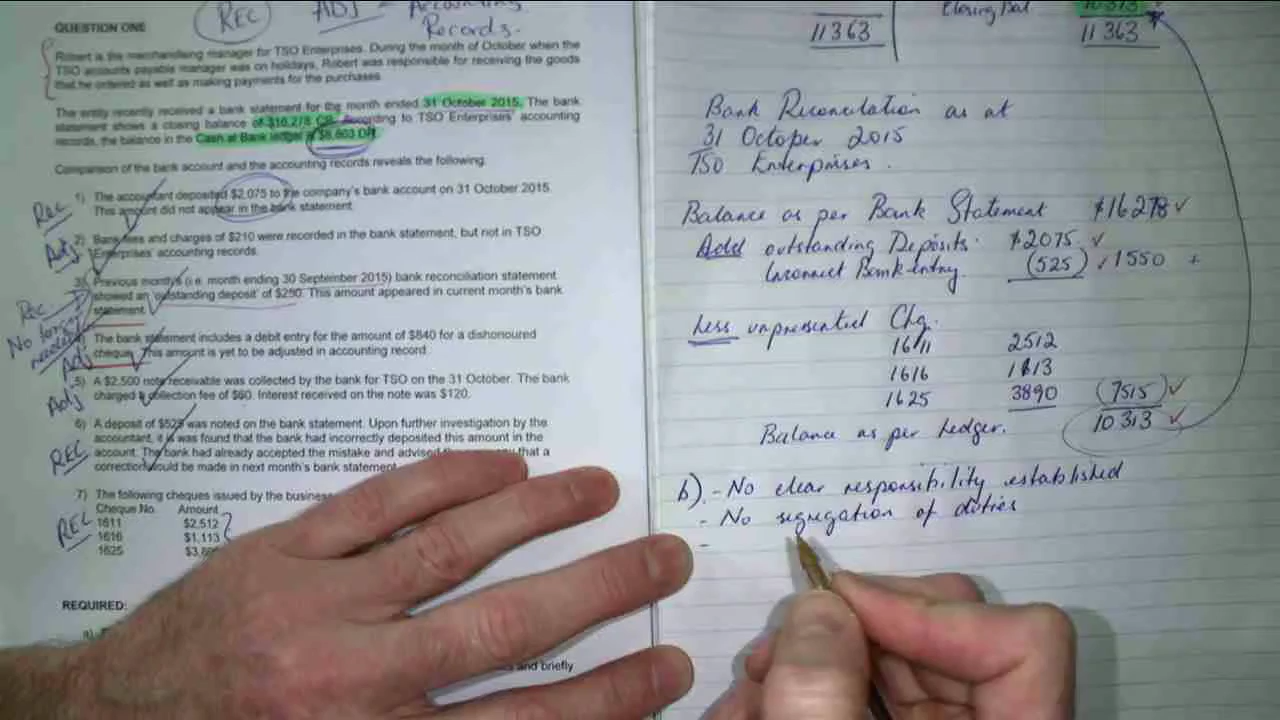 REC ADJ = Accounting
Records.
QUESTION ONE
Robert is the merchandising manager for TSO Enterprises. During the month of October when the
TSO accounts payable manager was on holidays, Robert was responsible for receiving the goods
that he ordered as well as making payments for the purchases.
The entity recently received a bank statement for the month ended 31 October 2015. The bank
statement shows a closing balance of $16,278 CR. According to TSO Enterprises' accounting
records, the balance in the Cash at Bank ledger is $8,803 DR.
Comparison of the bank account and the accounting records reveals the following.
Rec
1) The accountant deposited $2,075 to the company's bank account on 31 October 2015.
This amount did not appear in the bank statement.
Adj
2) Bank fees and charges of $210 were recorded in the bank statement, but not in TSO
Enterprises' accounting records.
Rec
No longer
needed
3) Previous month's (i.e. month ending 30 September 2015) bank reconciliation statement
showed an 'outstanding deposit' of $290. This amount appeared in current month's bank
statement.
Adj
The bank statement includes a debit entry for the amount of $840 for a dishonoured
cheque. This amount is yet to be adjusted in accounting record.
Adj
5) A $2,500 note receivable was collected by the bank for TSO on the 31 October. The bank
charged a collection fee of $60. Interest received on the note was $120.
REC
6) A deposit of $525 was noted on the bank statement. Upon further investigation by the
accountant, it is was found that the bank had incorrectly deposited this amount in the
account. The bank had already accepted the mistake and advised that a
correction would be made in next month's bank statement
7) The following cheques issued by the business
REC
Cheque No. Amount
1611 $2,512
1616 $1,113
1625
REQUIRED:
a)
and briefly
11363 Closing Bal 10313
11363
Bank Reconcilation as at
31 October 2015
TSO Enterprises.
Balance as per Bank Statement $16278 ✓
Add outstanding Deposits. $2075 ✓
Incorrect Bank entry. (525) ✓ 1550 +
Less unpresented Chq.
1611 2512
1616 1113
1625 3890 (7515) ✓
Balance as per Ledger. 10313 ✓
b) - No clear responsibility established
- No segregation of duties
-